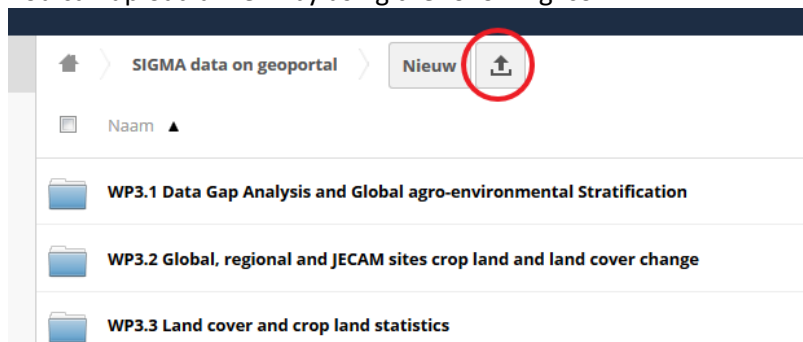 SIGMA data on geoportal Nieuw
Naam ▲
WP3.1 Data Gap Analysis and Global agro-environmental Stratification
WP3.2 Global, regional and JECAM sites crop land and land cover change
WP3.3 Land cover and crop land statistics